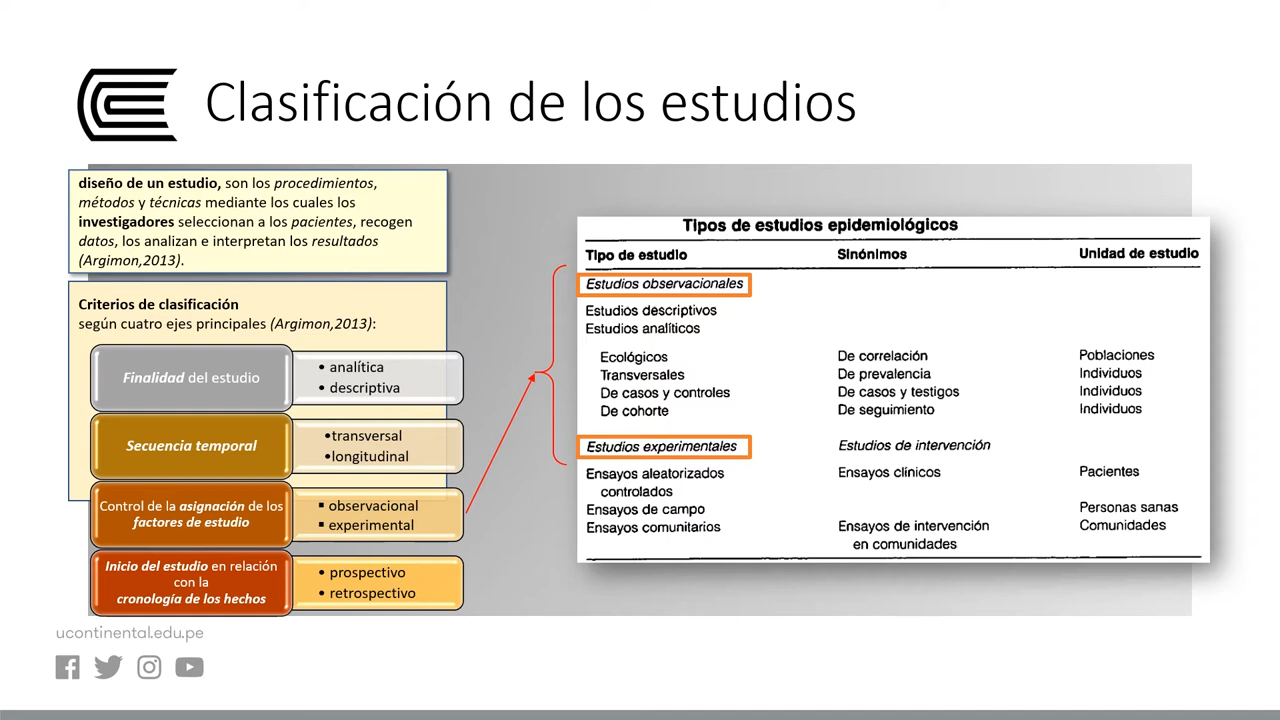 Clasificación de los estudios
diseño de un estudio, son los procedimientos,
métodos y técnicas mediante los cuales los
investigadores seleccionan a los pacientes, recogen
datos, los analizan e interpretan los resultados
(Argimon,2013).
Criterios de clasificación
según cuatro ejes principales (Argimon,2013):
Finalidad del estudio
• analítica
• descriptiva
Secuencia temporal
•transversal
•longitudinal
Control de la asignación de los
factores de estudio
▪ observacional
▪ experimental
Inicio del estudio en relación
con la
cronología de los hechos
• prospectivo
• retrospectivo
Tipos de estudios epidemiológicos
Tipo de estudio Sinónimos Unidad de estudio
Estudios observacionales
Estudios descriptivos
Estudios analíticos
Ecológicos De correlación Poblaciones
Transversales De prevalencia Individuos
De casos y controles De casos y testigos Individuos
De cohorte De seguimiento Individuos
Estudios experimentales Estudios de intervención
Ensayos aleatorizados Ensayos clínicos Pacientes
controlados
Ensayos de campo Personas sanas
Ensayos comunitarios Ensayos de intervención Comunidades
en comunidades
ucontinental.edu.pe